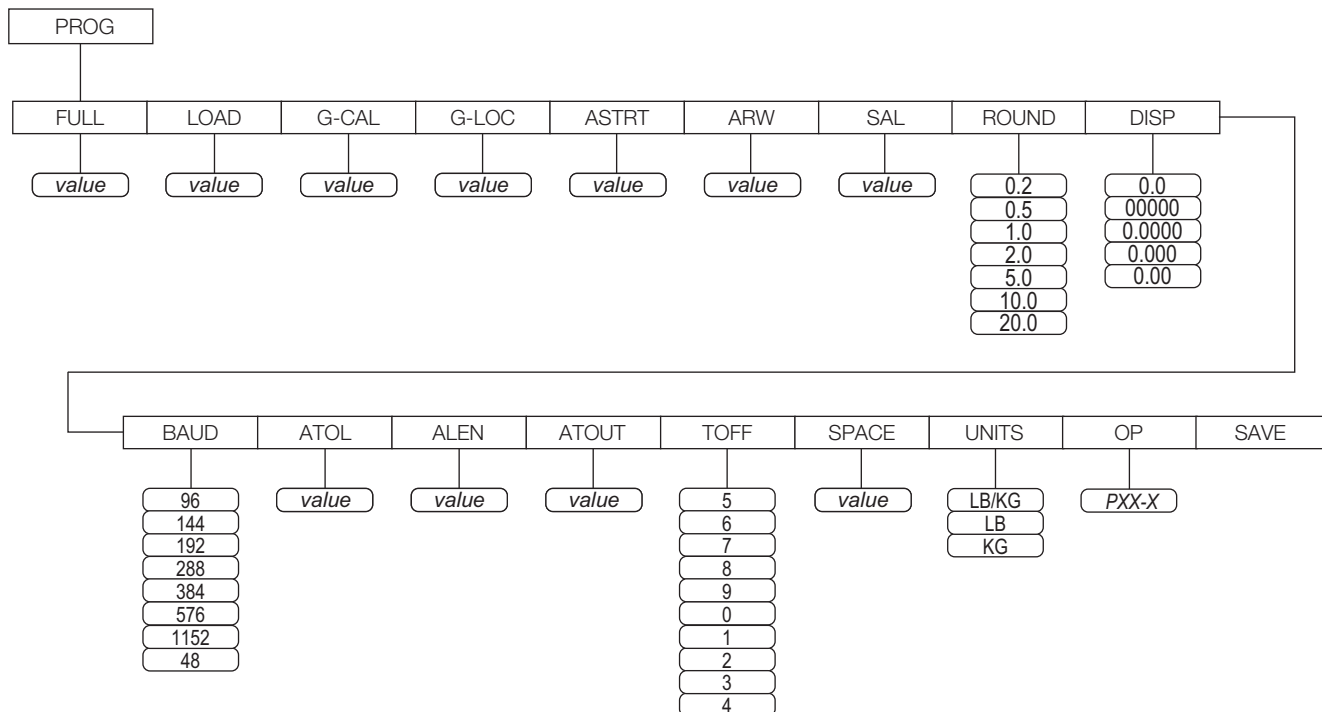 PROG
FULL LOAD G-CAL G-LOC ASTRT ARW SAL ROUND DISP
value value value value value value value 0.2 0.0
0.5 00000
1.0 0.0000
2.0 0.000
5.0 0.00
10.0
20.0
BAUD ATOL ALEN ATOUT TOFF SPACE UNITS OP SAVE
96 value value value 5 value LB/KG PXX-X
144 6 LB
192 7 KG
288 8
384 9
576 0
1152 1
48 2
3
4